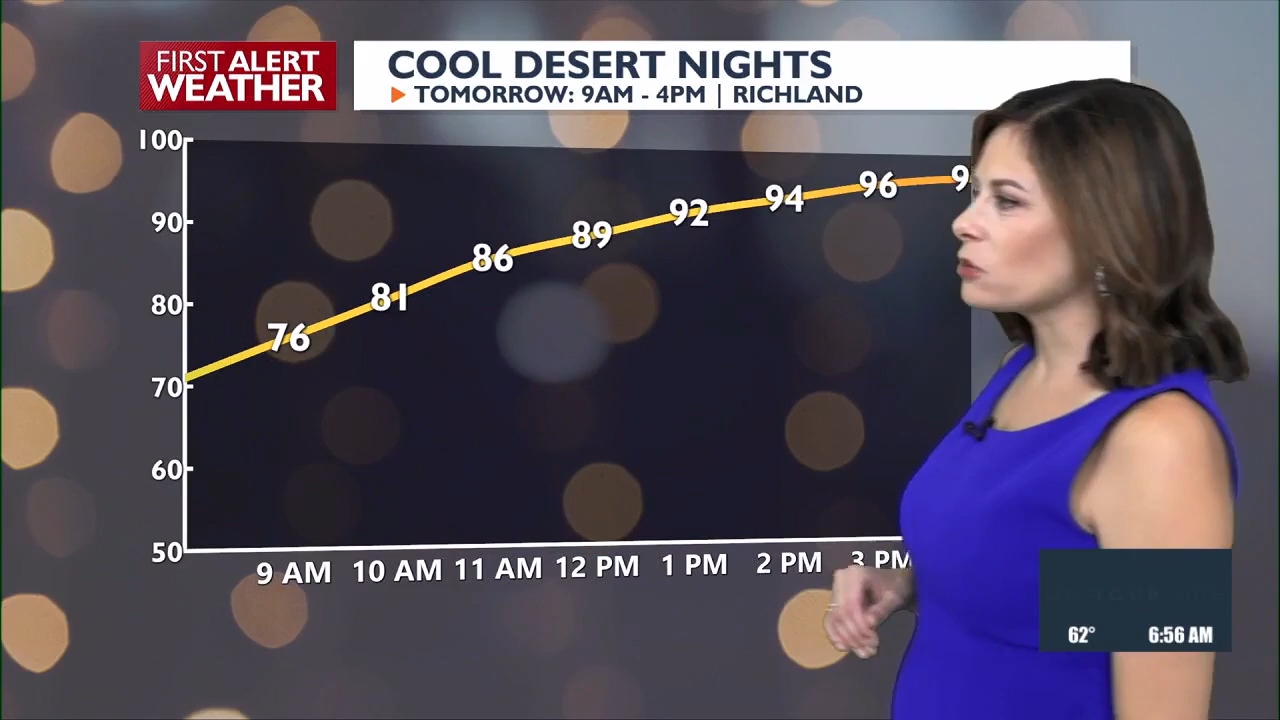 FIRST ALERT
WEATHER
COOL DESERT NIGHTS
TOMORROW: 9AM - 4PM | RICHLAND
100
90
80
70
60
50
76
81
86
89
92
94
96
9 AM
10 AM
11 AM
12 PM
1 PM
2 PM
3 PM
62°
6:56 AM